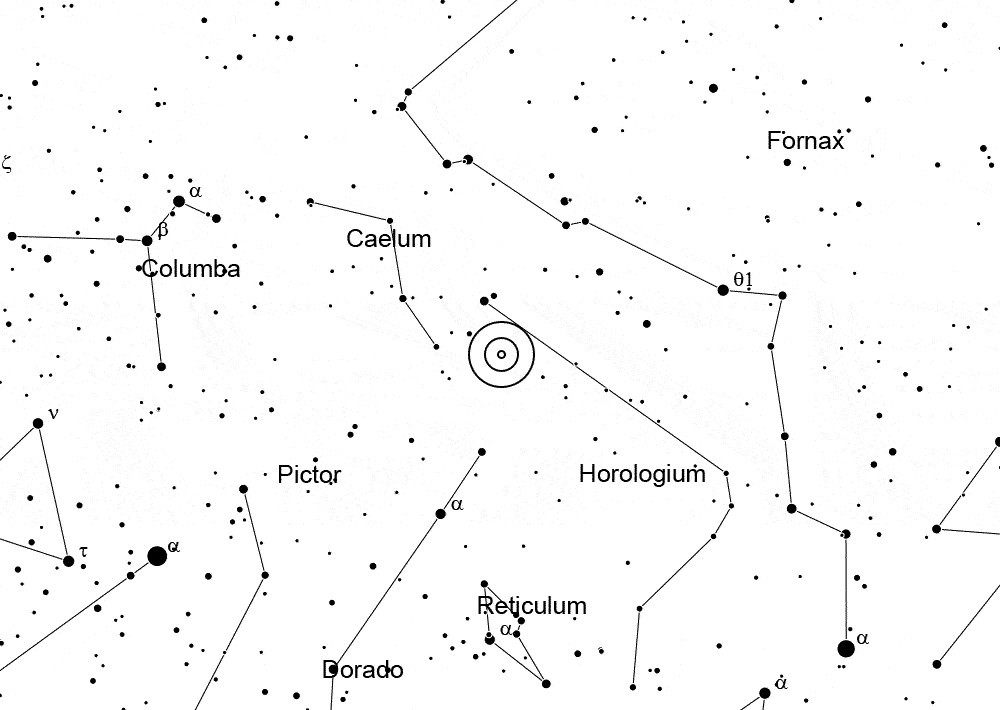 Fornax
ζ
α
β
Caelum
Columba
θ1
ν
Pictor
Horologium
α
τ
α
Reticulum
α
α
Dorado
α